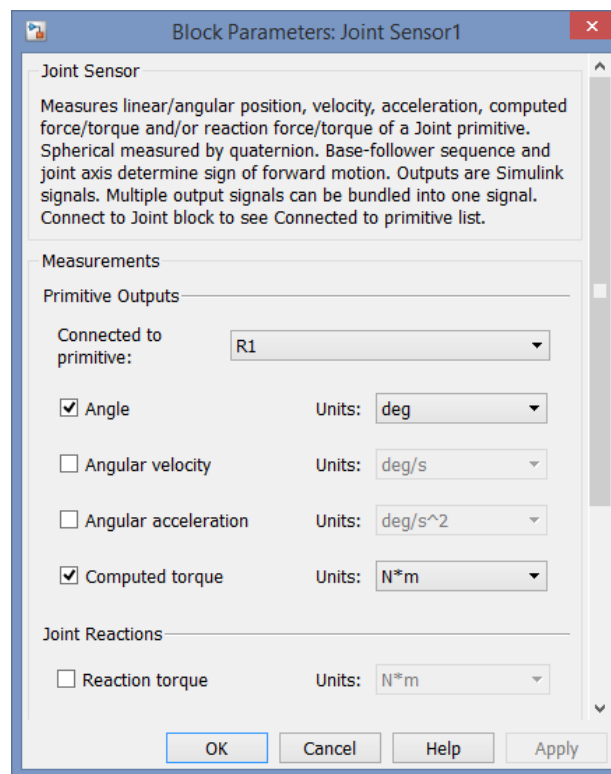 Block Parameters: Joint Sensor1
Joint Sensor
Measures linear/angular position, velocity, acceleration, computed
force/torque and/or reaction force/torque of a Joint primitive.
Spherical measured by quaternion. Base-follower sequence and
joint axis determine sign of forward motion. Outputs are Simulink
signals. Multiple output signals can be bundled into one signal.
Connect to Joint block to see Connected to primitive list.
Measurements
Primitive Outputs
Connected to
primitive:
R1
Angle Units: deg
Angular velocity Units: deg/s
Angular acceleration Units: deg/s^2
Computed torque Units: N*m
Joint Reactions
Reaction torque Units: N*m
OK Cancel Help Apply